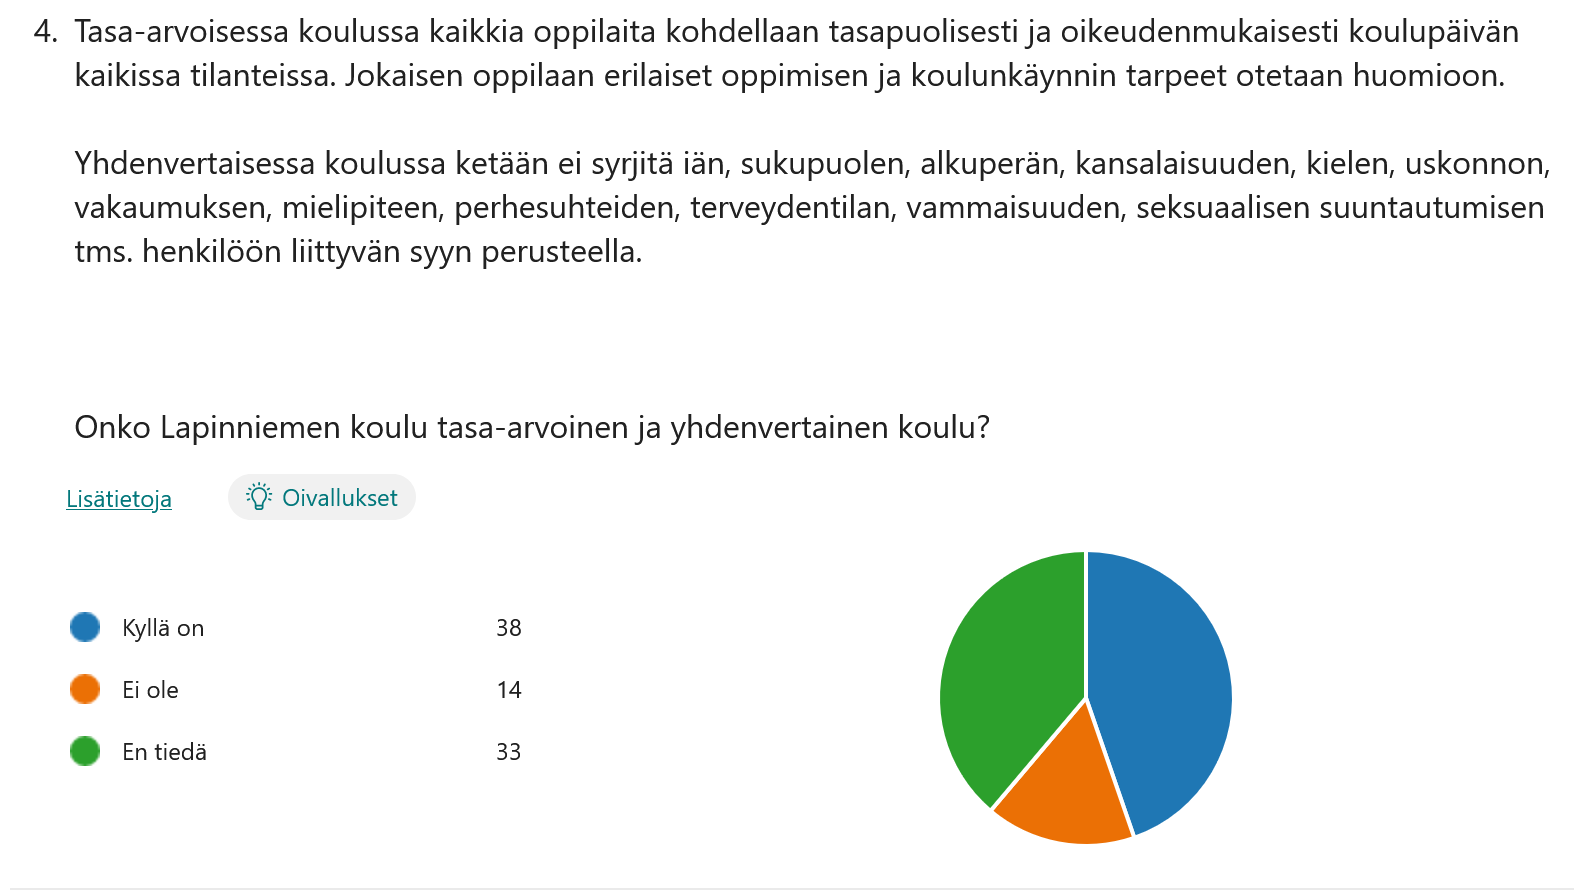 4. Tasa-arvoisessa koulussa kaikkia oppilaita kohdellaan tasapuolisesti ja oikeudenmukaisesti koulupäivän
kaikissa tilanteissa. Jokaisen oppilaan erilaiset oppimisen ja koulunkäynnin tarpeet otetaan huomioon.
Yhdenvertaisessa koulussa ketään ei syrjitä iän, sukupuolen, alkuperän, kansalaisuuden, kielen, uskonnon,
vakaumuksen, mielipiteen, perhesuhteiden, terveydentilan, vammaisuuden, seksuaalisen suuntautumisen
tms. henkilöön liittyvän syyn perusteella.
Onko Lapinniemen koulu tasa-arvoinen ja yhdenvertainen koulu?
Lisätietoja Oivallukset
Kyllä on 38
Ei ole 14
En tiedä 33